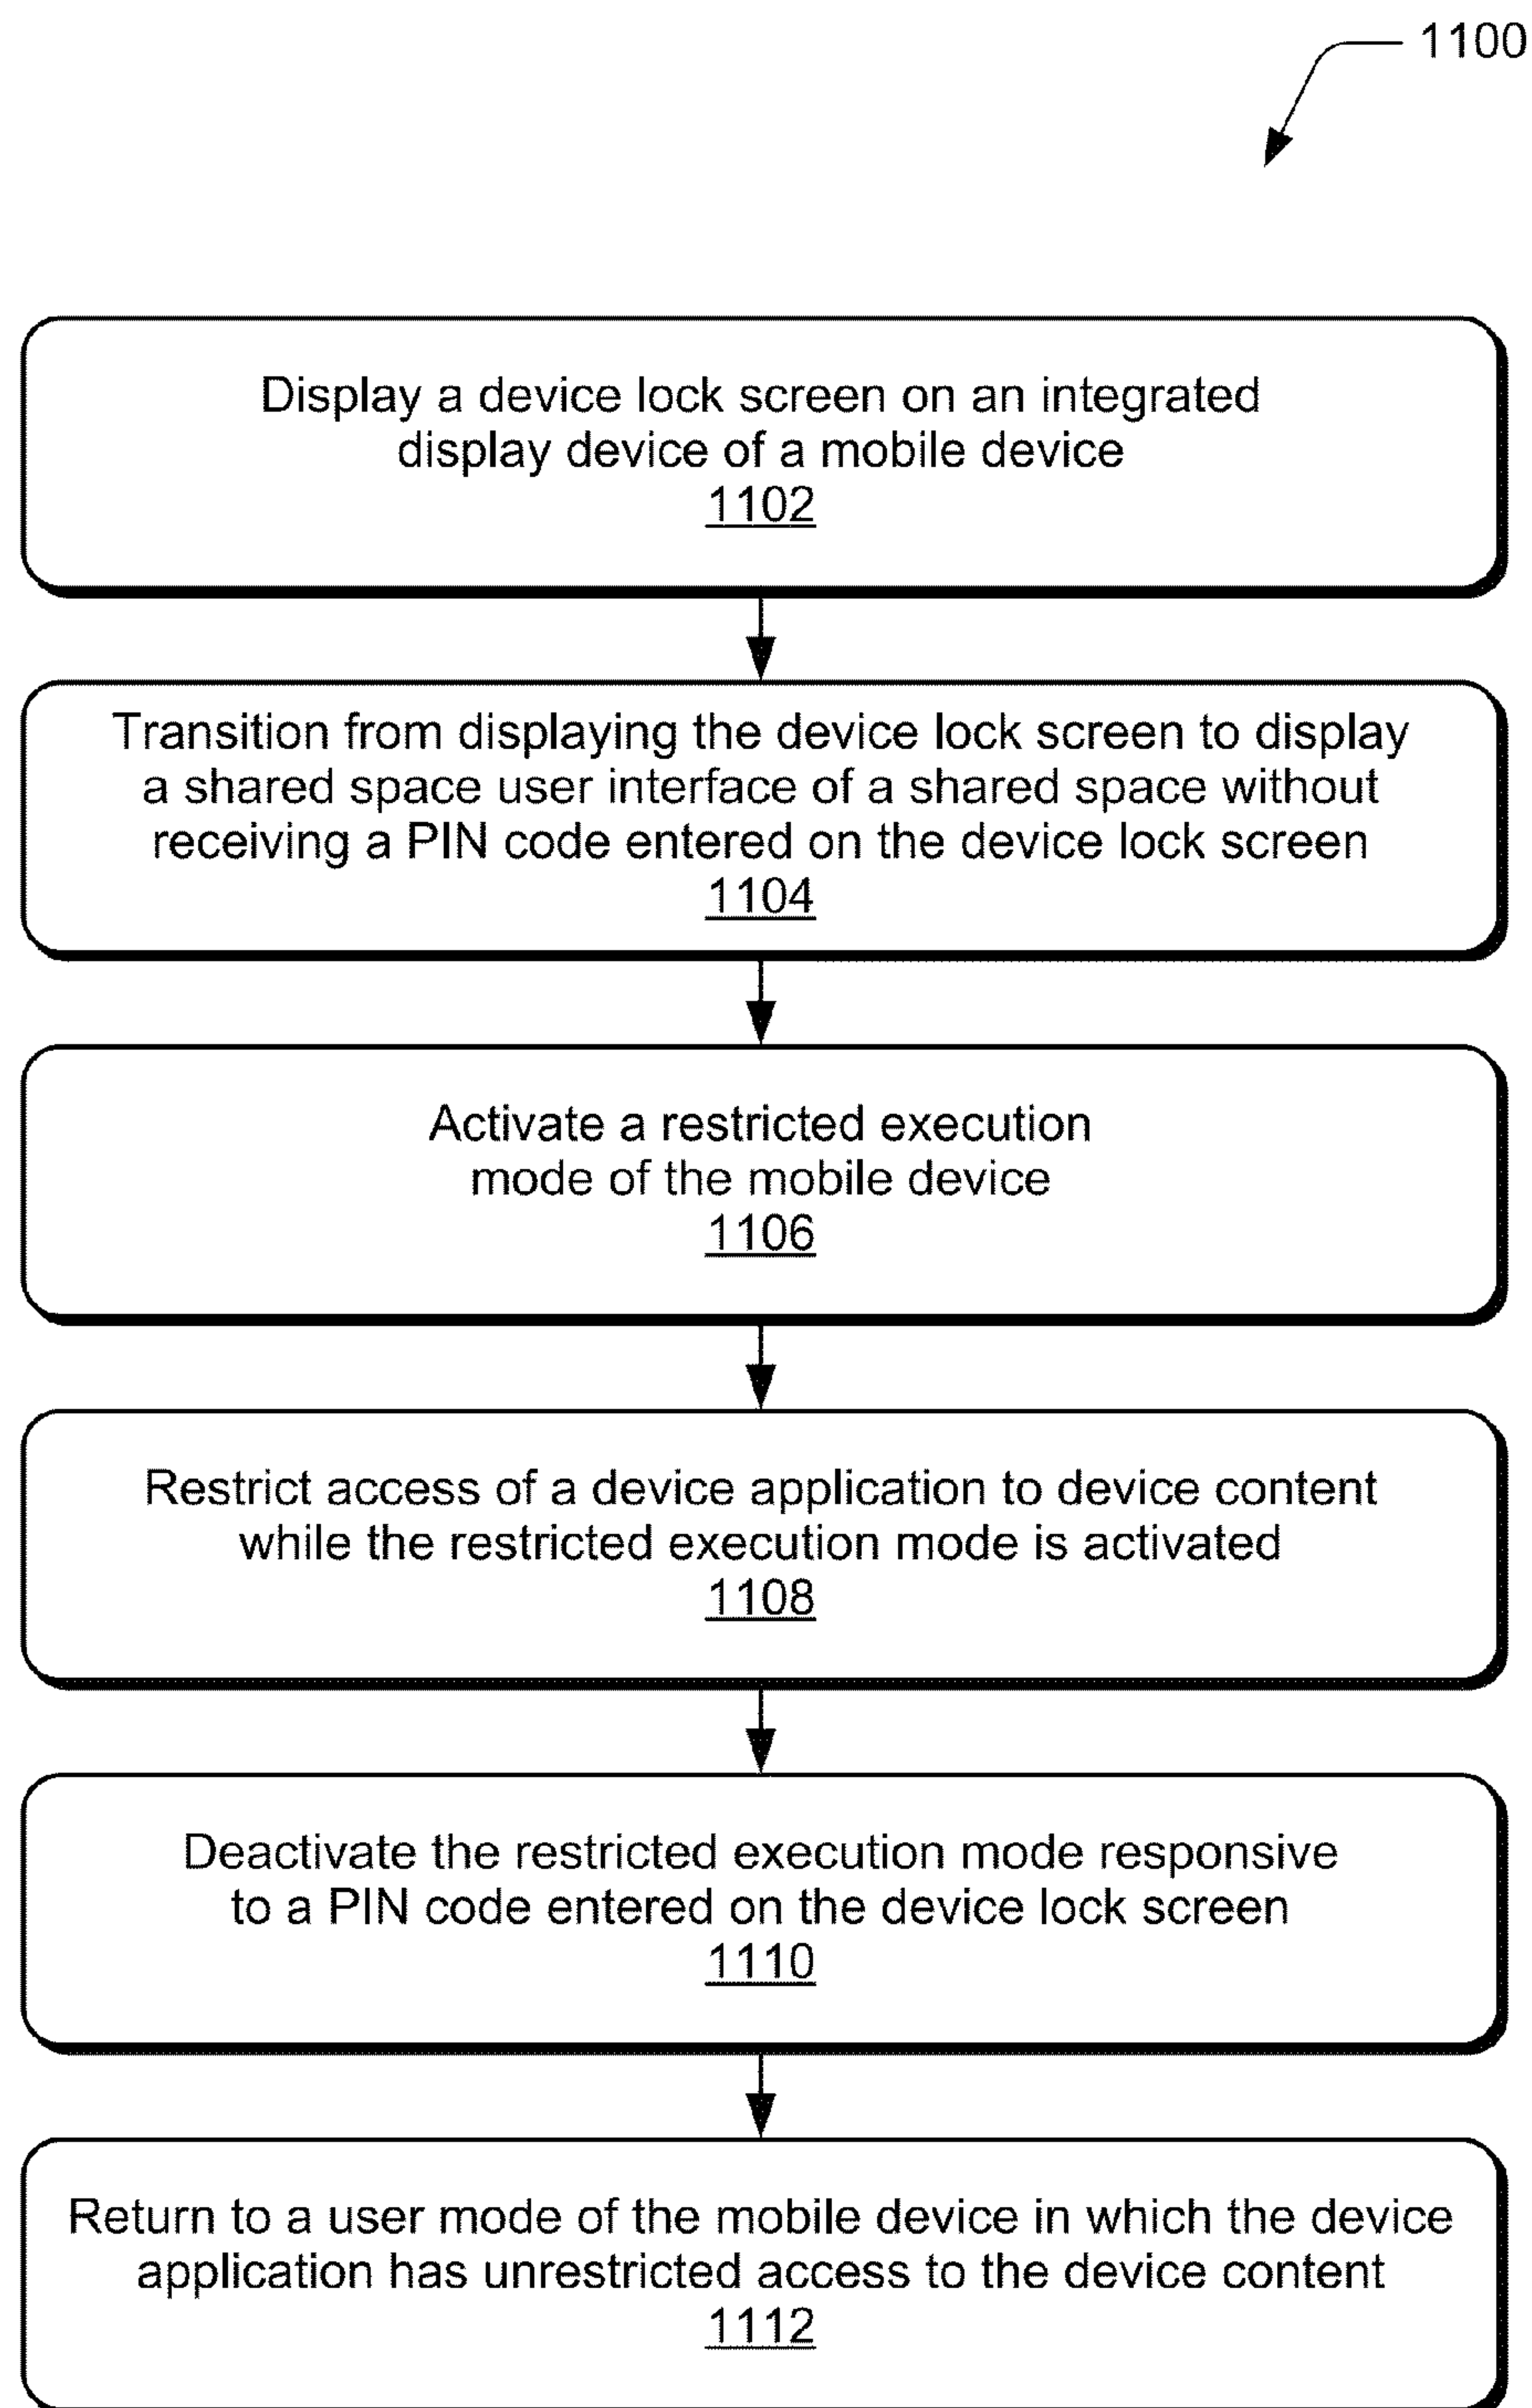 1100
Display a device lock screen on an integrated
display device of a mobile device
1102
Transition from displaying the device lock screen to display
a shared space user interface of a shared space without
receiving a PIN code entered on the device lock screen
1104
Activate a restricted execution
mode of the mobile device
1106
Restrict access of a device application to device content
while the restricted execution mode is activated
1108
Deactivate the restricted execution mode responsive
to a PIN code entered on the device lock screen
1110
Return to a user mode of the mobile device in which the device
application has unrestricted access to the device content
1112